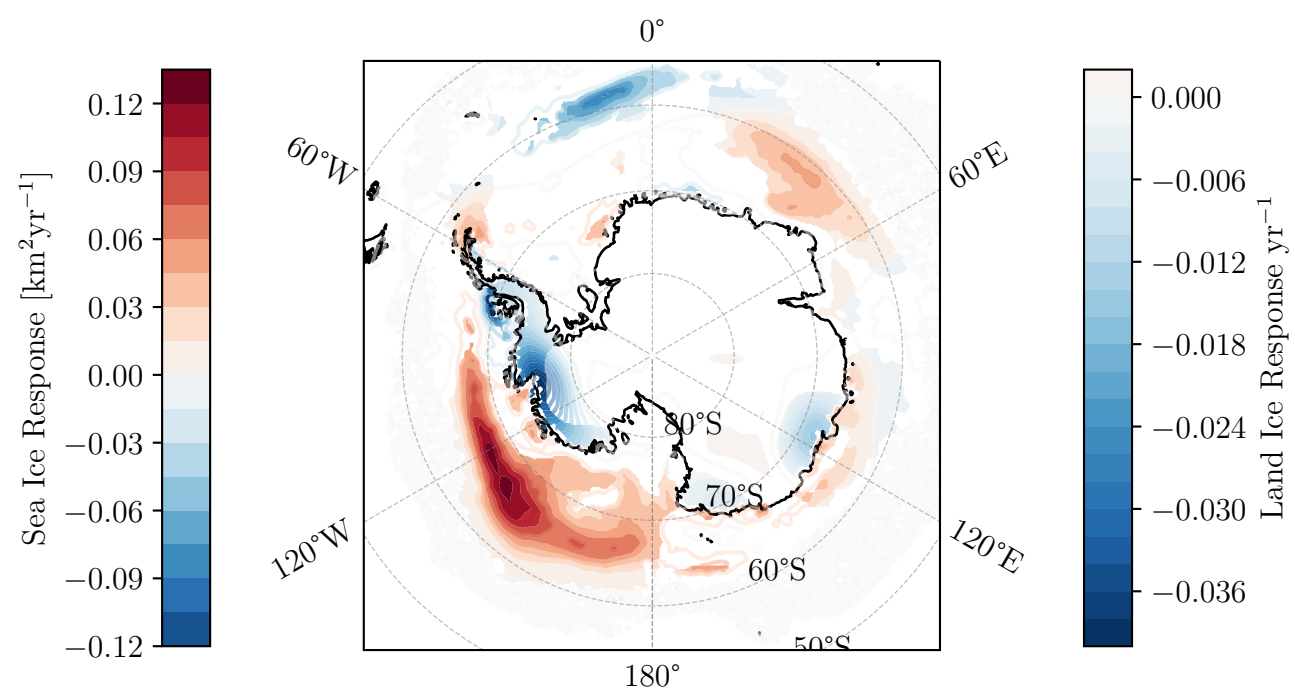 0°
60°W
60°E
120°W
120°E
180°
80°S
70°S
60°S
50°S
Sea Ice Response [km²yr⁻¹]
0.12
0.09
0.06
0.03
0.00
−0.03
−0.06
−0.09
−0.12
Land Ice Response yr⁻¹
0.000
−0.006
−0.012
−0.018
−0.024
−0.030
−0.036